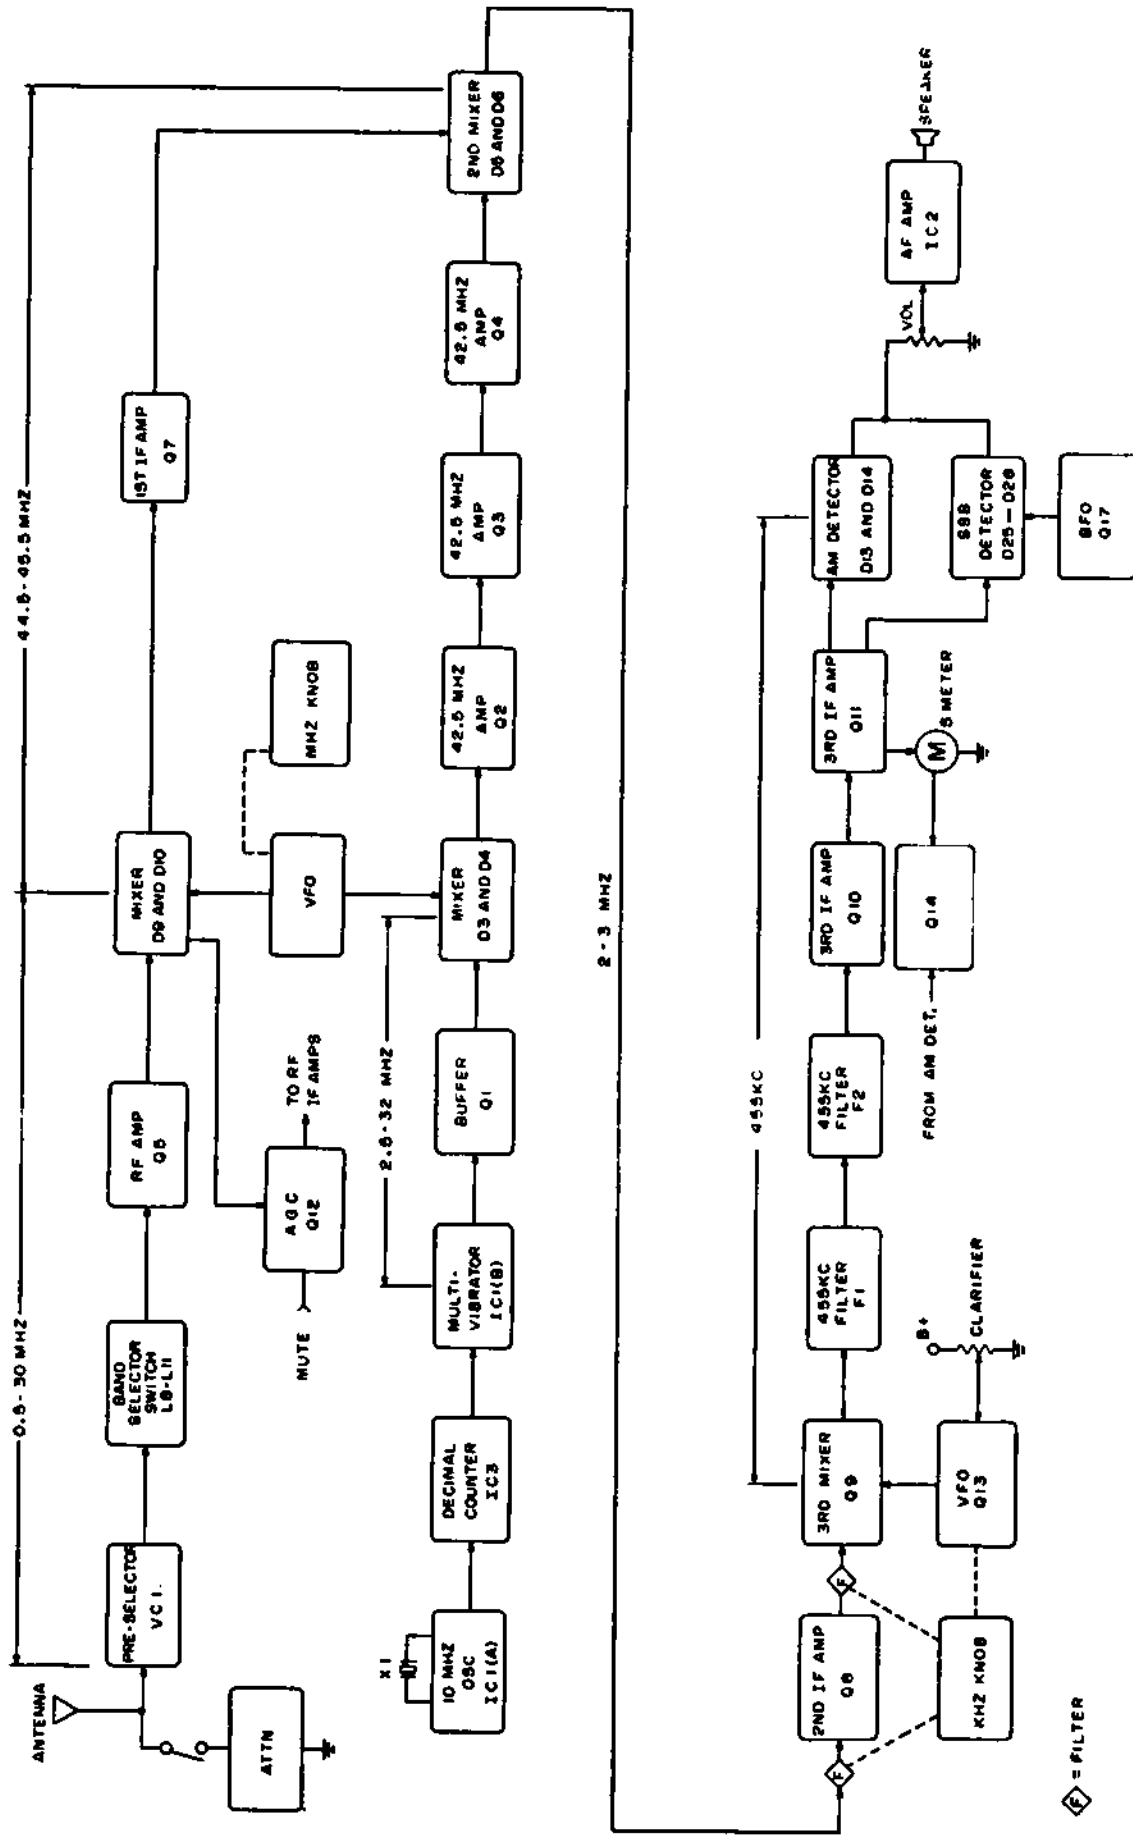 0.5-30 MHZ
44.5-45.5 MHZ
ANTENNA
PRE-SELECTOR
VC1.
BAND
SELECTOR
SWITCH
L8-L11
RF AMP
Q5
MIXER
D9 AND D10
1ST IF AMP
Q7
ATTN
MUTE
AGC
Q12
TO RF
IF AMPS
VFO
MHZ KNOB
2.5-32 MHZ
X1
10 MHZ
OSC
IC1(A)
DECIMAL
COUNTER
IC3
MULTI-
VIBRATOR
IC1(B)
BUFFER
Q1
MIXER
D3 AND D4
42.5 MHZ
AMP
Q2
42.5 MHZ
AMP
Q3
42.5 MHZ
AMP
Q4
2ND MIXER
D5 AND D6
2-3 MHZ
455KC
F
2ND IF AMP
Q8
F
3RD MIXER
Q9
455KC
FILTER
F1
455KC
FILTER
F2
3RD IF AMP
Q10
3RD IF AMP
Q11
AM DETECTOR
D13 AND D14
VOL
AF AMP
IC2
SPEAKER
KHZ KNOB
VFO
Q13
B+
CLARIFIER
FROM AM DET.
Q14
M
S METER
SSB
DETECTOR
D25-D28
BFO
Q17
F = FILTER